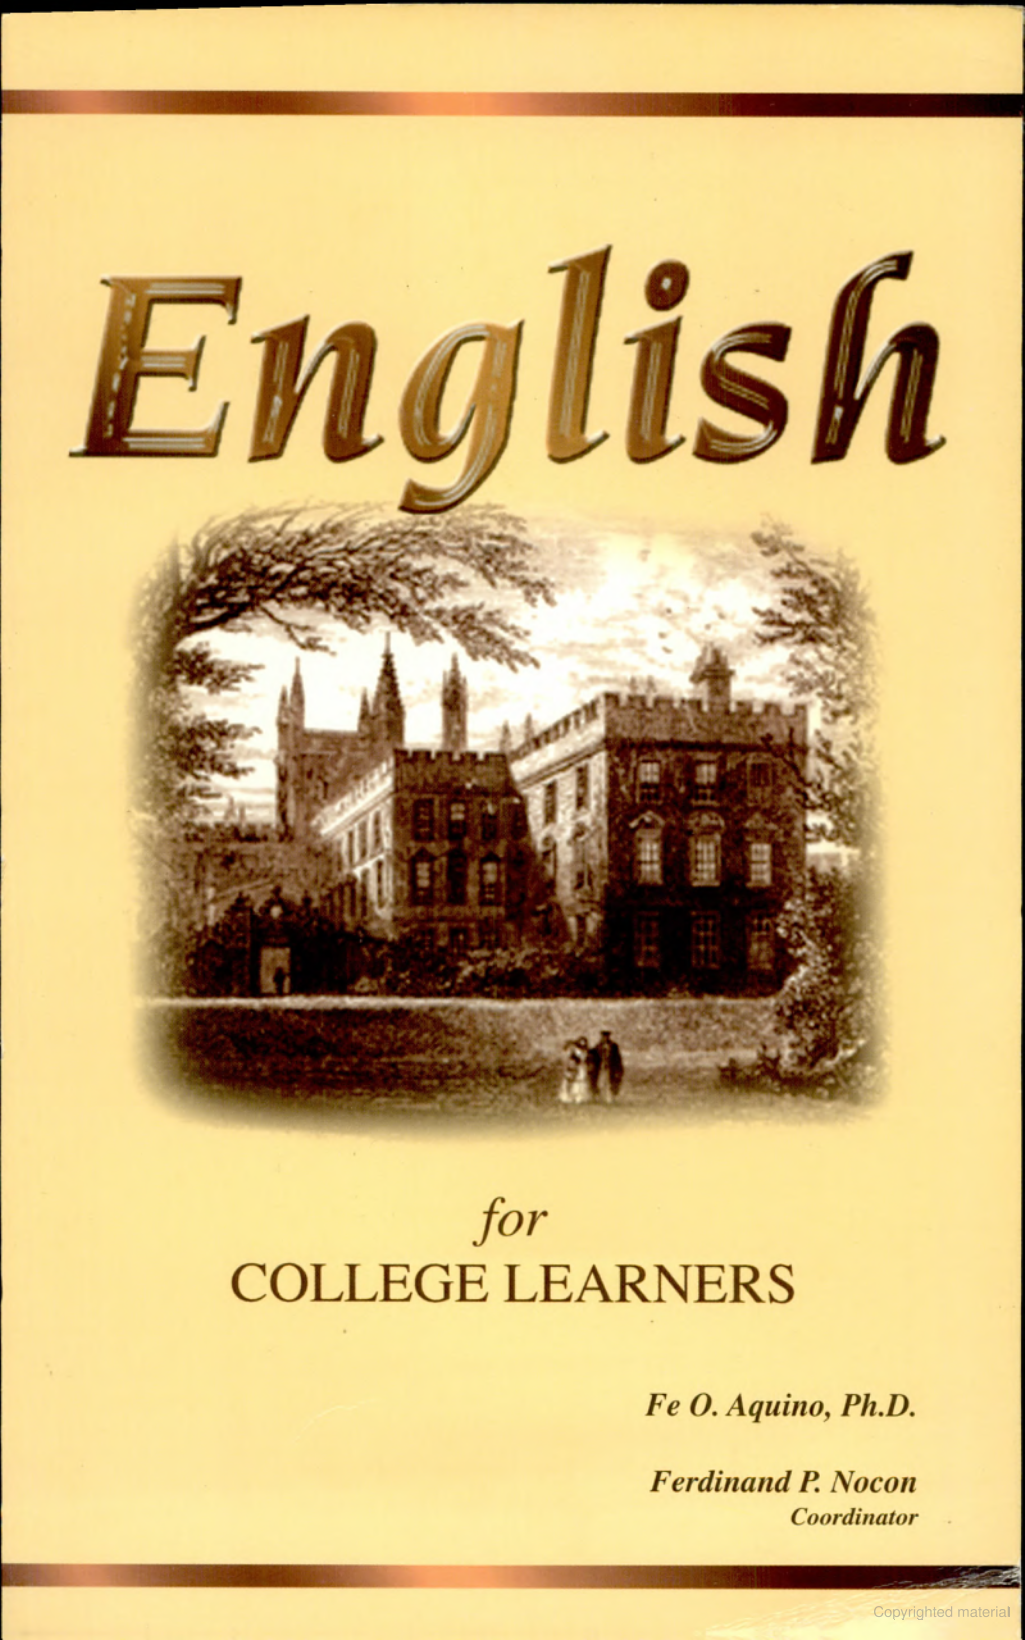 English
for
COLLEGE LEARNERS
Fe O. Aquino, Ph.D.
Ferdinand P. Nocon
Coordinator
Copyrighted material